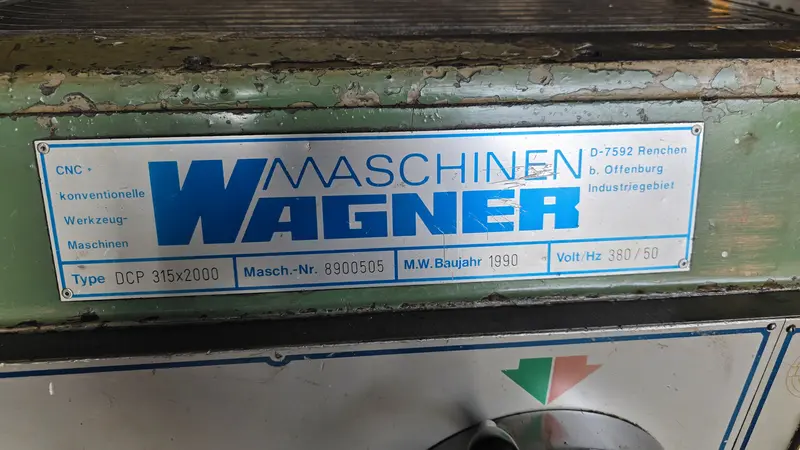 CNC +
konventionelle
Werkzeug-
Maschinen
MASCHINEN
WAGNER
D-7592 Renchen
b. Offenburg
Industriegebiet
Type DCP 315x2000 Masch.-Nr. 8900505 M.W. Baujahr 1990 Volt/Hz 380/50